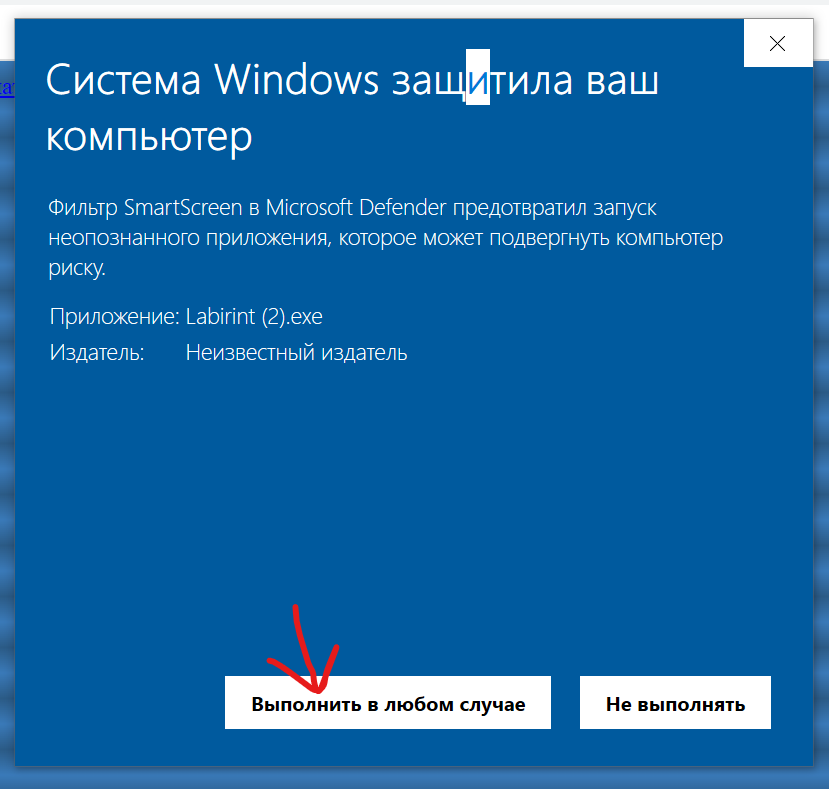 Система Windows защитила ваш
компьютер
Фильтр SmartScreen в Microsoft Defender предотвратил запуск
неопознанного приложения, которое может подвергнуть компьютер
риску.
Приложение: Labirint (2).exe
Издатель: Неизвестный издатель
Выполнить в любом случае Не выполнять